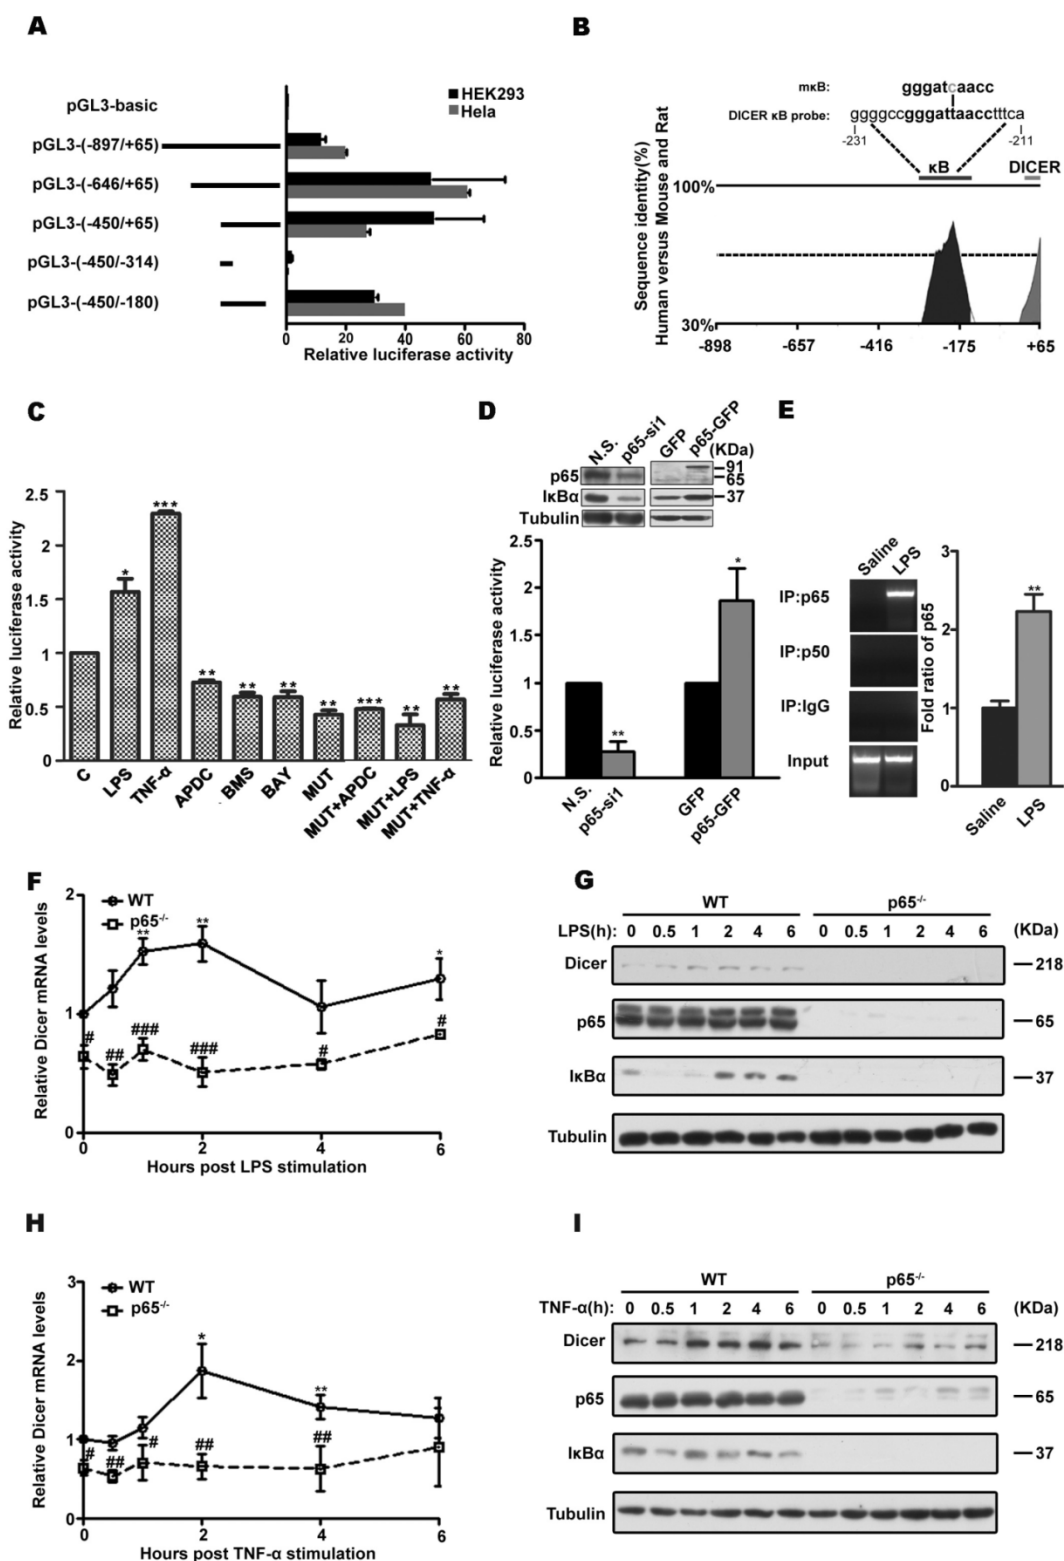 A
HEK293
Hela
pGL3-basic
pGL3-(-897/+65)
pGL3-(-646/+65)
pGL3-(-450/+65)
pGL3-(-450/-314)
pGL3-(-450/-180)
0 20 40 60 80
Relative luciferase activity
B
mκB: gggatcaacc
DICER κB probe: ggggccgggattaacctttca
-231 -211
κB DICER
100%
30%
Sequence identity(%)
Human versus Mouse and Rat
-898 -657 -416 -175 +65
C
Relative luciferase activity
2.5
2
1.5
1
0.5
0
* *** ** ** ** ** *** ** **
C LPS TNF-α APDC BMS BAY MUT MUT+APDC MUT+LPS MUT+TNF-α
D
N.S. p65-si1 GFP p65-GFP (KDa)
p65 91
65
IκBα 37
Tubulin
Relative luciferase activity
2.5
2
1.5
1
0.5
0
** *
N.S. p65-si1 GFP p65-GFP
E
Saline LPS
IP:p65
IP:p50
IP:IgG
Input
Fold ratio of p65
3
2
1
0
**
Saline LPS
F
Relative Dicer mRNA levels
WT
p65-/-
2
1
0
** ** *
# ## ### ### # #
0 2 4 6
Hours post LPS stimulation
G
WT p65-/-
LPS(h): 0 0.5 1 2 4 6 0 0.5 1 2 4 6 (KDa)
Dicer 218
p65 65
IκBα 37
Tubulin
H
Relative Dicer mRNA levels
WT
p65-/-
3
2
1
0
* **
# ## # ## ##
0 2 4 6
Hours post TNF-α stimulation
I
WT p65-/-
TNF-α(h): 0 0.5 1 2 4 6 0 0.5 1 2 4 6 (KDa)
Dicer 218
p65 65
IκBα 37
Tubulin